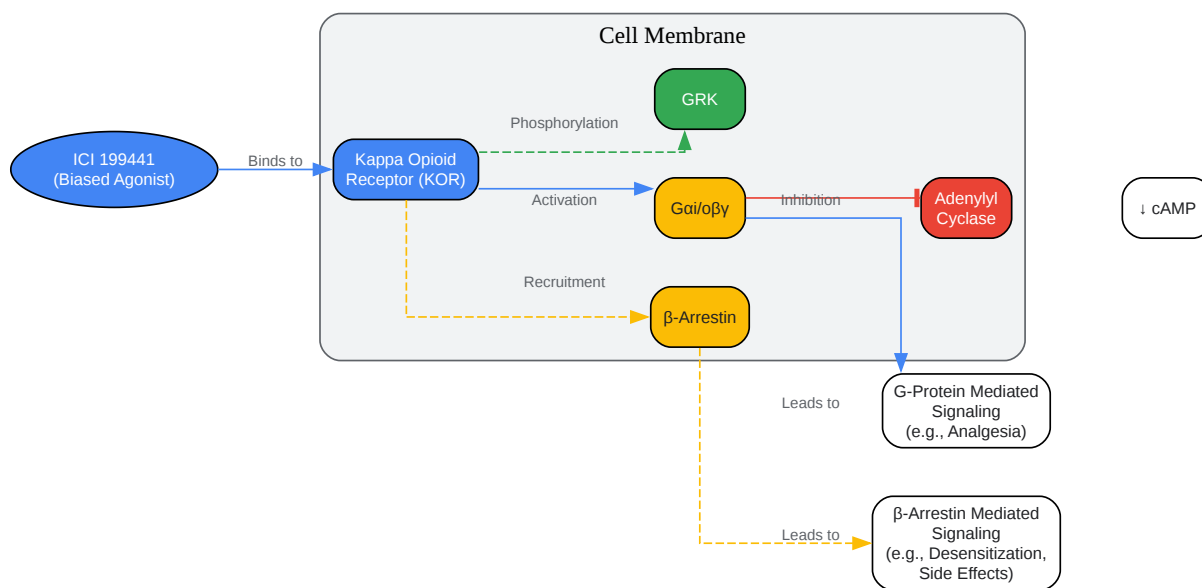 Cell Membrane
GRK
Phosphorylation
ICI 199441
(Biased Agonist)
Binds to
Kappa Opioid
Receptor (KOR)
Activation
Gαi/oβγ
Inhibition
Adenylyl
Cyclase
↓ cAMP
Recruitment
β-Arrestin
Leads to
G-Protein Mediated
Signaling
(e.g., Analgesia)
Leads to
β-Arrestin Mediated
Signaling
(e.g., Desensitization,
Side Effects)